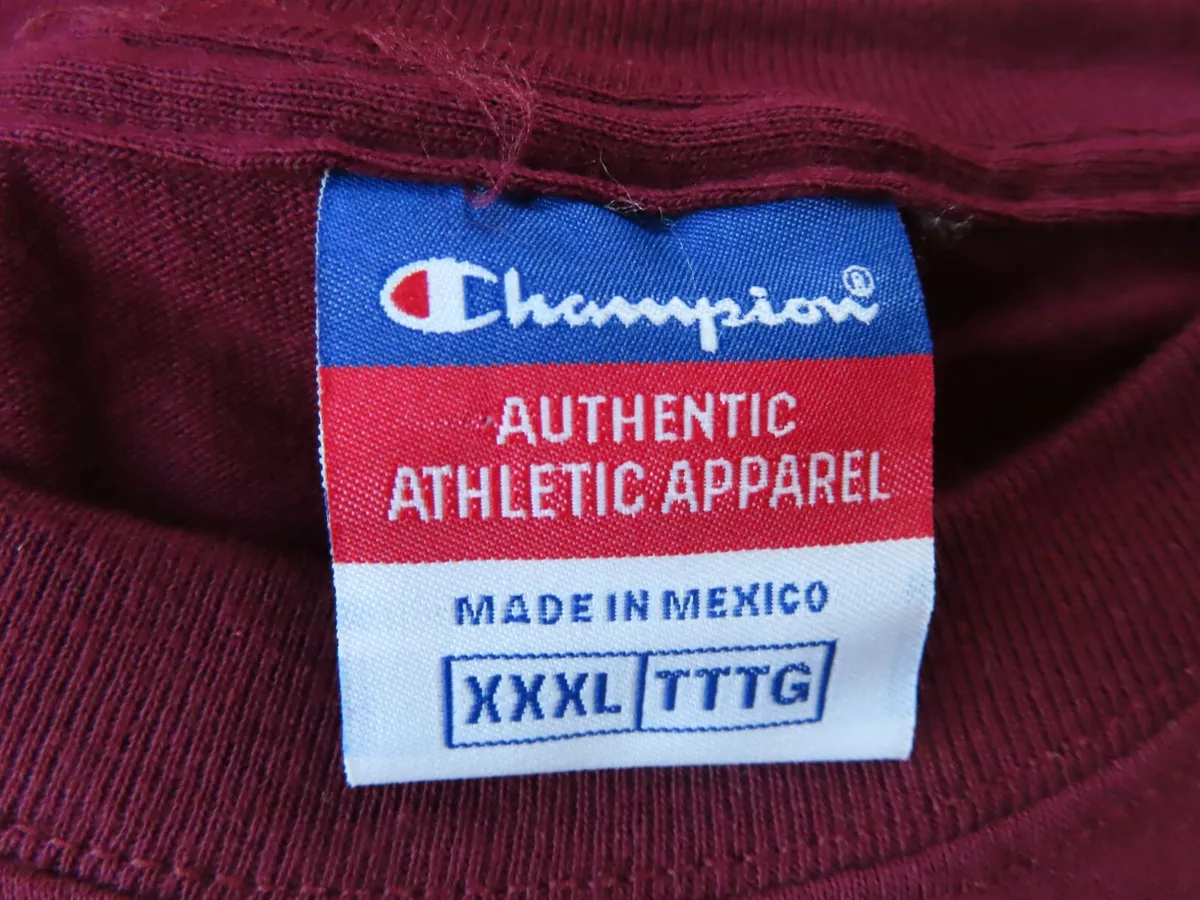 Champion®
AUTHENTIC
ATHLETIC APPAREL
MADE IN MEXICO
XXXL TTTG